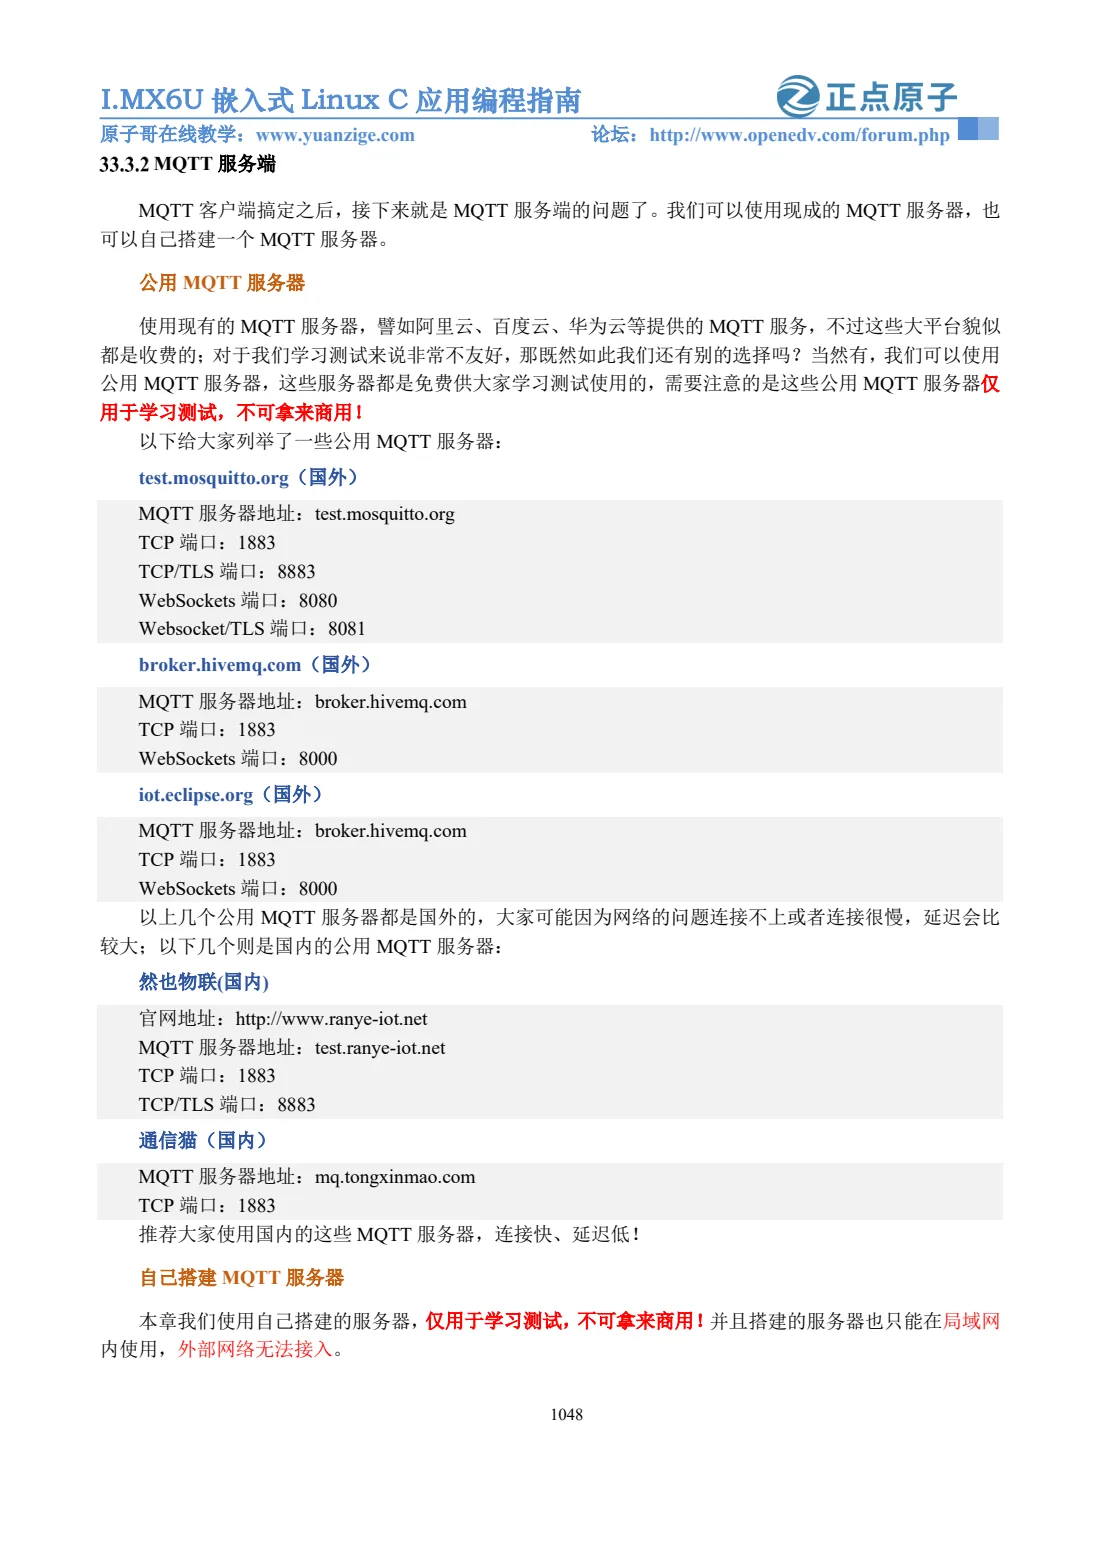 I.MX6U 嵌入式 Linux C 应用编程指南
正点原子
原子哥在线教学：www.yuanzige.com 论坛：http://www.openedv.com/forum.php
33.3.2 MQTT 服务端
MQTT 客户端搞定之后，接下来就是 MQTT 服务端的问题了。我们可以使用现成的 MQTT 服务器，也
可以自己搭建一个 MQTT 服务器。
公用 MQTT 服务器
使用现有的 MQTT 服务器，譬如阿里云、百度云、华为云等提供的 MQTT 服务，不过这些大平台貌似
都是收费的；对于我们学习测试来说非常不友好，那既然如此我们还有别的选择吗？当然有，我们可以使用
公用 MQTT 服务器，这些服务器都是免费供大家学习测试使用的，需要注意的是这些公用 MQTT 服务器仅
用于学习测试，不可拿来商用！
以下给大家列举了一些公用 MQTT 服务器：
test.mosquitto.org（国外）
MQTT 服务器地址：test.mosquitto.org
TCP 端口：1883
TCP/TLS 端口：8883
WebSockets 端口：8080
Websocket/TLS 端口：8081
broker.hivemq.com（国外）
MQTT 服务器地址：broker.hivemq.com
TCP 端口：1883
WebSockets 端口：8000
iot.eclipse.org（国外）
MQTT 服务器地址：broker.hivemq.com
TCP 端口：1883
WebSockets 端口：8000
以上几个公用 MQTT 服务器都是国外的，大家可能因为网络的问题连接不上或者连接很慢，延迟会比
较大；以下几个则是国内的公用 MQTT 服务器：
然也物联(国内)
官网地址：http://www.ranye-iot.net
MQTT 服务器地址：test.ranye-iot.net
TCP 端口：1883
TCP/TLS 端口：8883
通信猫（国内）
MQTT 服务器地址：mq.tongxinmao.com
TCP 端口：1883
推荐大家使用国内的这些 MQTT 服务器，连接快、延迟低！
自己搭建 MQTT 服务器
本章我们使用自己搭建的服务器，仅用于学习测试，不可拿来商用！并且搭建的服务器也只能在局域网
内使用，外部网络无法接入。
1048